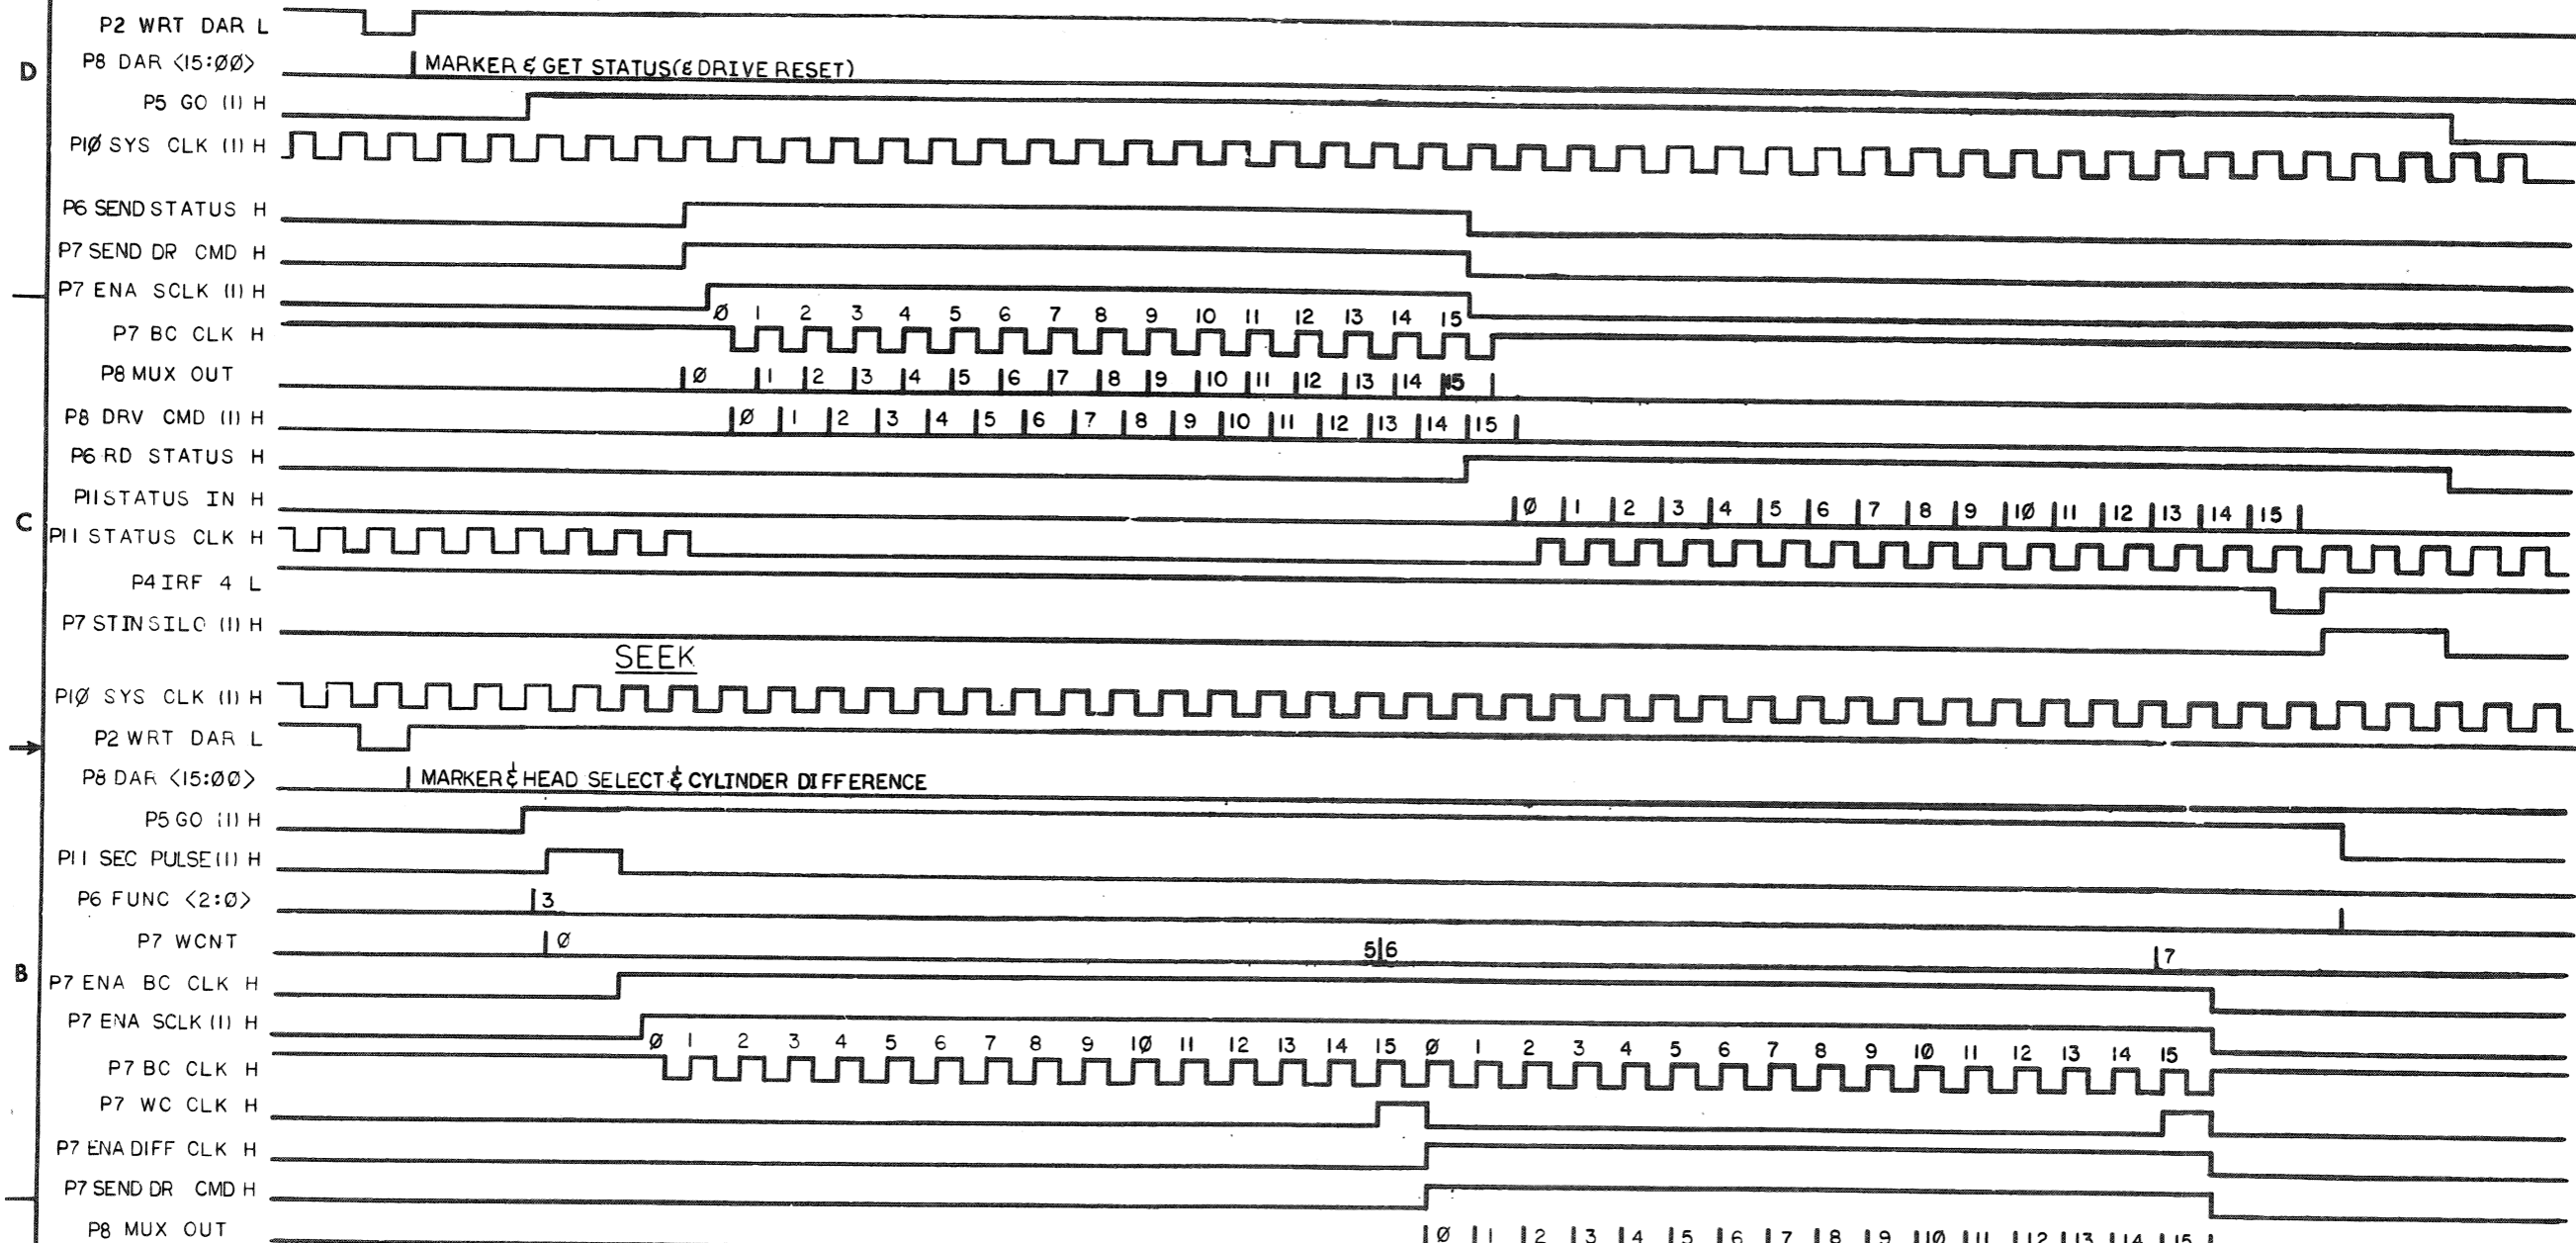 P2 WRT DAR L
D
P8 DAR <15:ØØ> MARKER & GET STATUS(& DRIVE RESET)
P5 GO (1) H
P1Ø SYS CLK (1) H
P6 SEND STATUS H
P7 SEND DR CMD H
P7 ENA SCLK (1) H
Ø 1 2 3 4 5 6 7 8 9 10 11 12 13 14 15
P7 BC CLK H
P8 MUX OUT Ø 1 2 3 4 5 6 7 8 9 10 11 12 13 14 15
P8 DRV CMD (1) H Ø 1 2 3 4 5 6 7 8 9 10 11 12 13 14 15
P6 RD STATUS H
C
P11 STATUS IN H Ø 1 2 3 4 5 6 7 8 9 1Ø 11 12 13 14 15
P11 STATUS CLK H
P4 IRF 4 L
P7 STINSILO (1) H
SEEK
P1Ø SYS CLK (1) H
P2 WRT DAR L
P8 DAR <15:ØØ> MARKER & HEAD SELECT & CYLINDER DIFFERENCE
P5 GO (1) H
P11 SEC PULSE (1) H
P6 FUNC <2:Ø> 3
P7 WCNT Ø 5 6 7
B
P7 ENA BC CLK H
P7 ENA SCLK (1) H
Ø 1 2 3 4 5 6 7 8 9 1Ø 11 12 13 14 15 Ø 1 2 3 4 5 6 7 8 9 1Ø 11 12 13 14 15
P7 BC CLK H
P7 WC CLK H
P7 ENA DIFF CLK H
P7 SEND DR CMD H
P8 MUX OUT Ø 1 2 3 4 5 6 7 8 9 1Ø 11 12 13 14 15